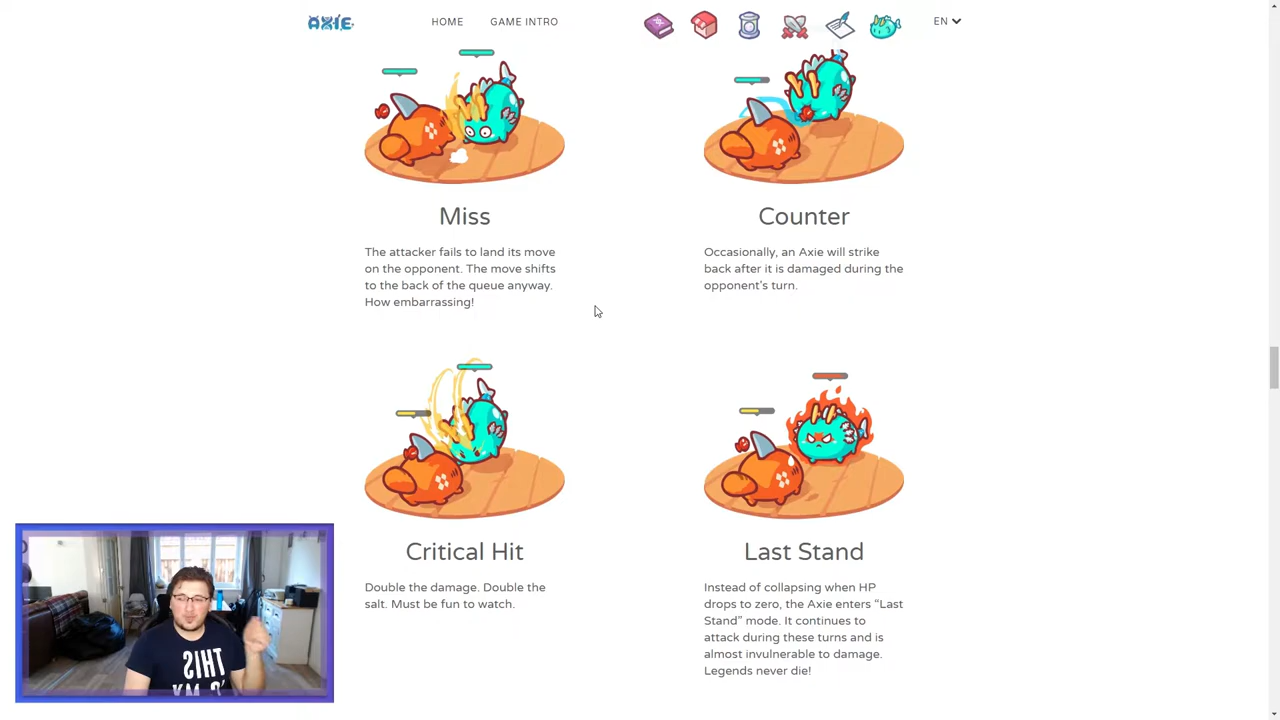 AXIE
HOME
GAME INTRO
EN
Miss
The attacker fails to land its move
on the opponent. The move shifts
to the back of the queue anyway.
How embarrassing!
Counter
Occasionally, an Axie will strike
back after it is damaged during the
opponent's turn.
Critical Hit
Double the damage. Double the
salt. Must be fun to watch.
Last Stand
Instead of collapsing when HP
drops to zero, the Axie enters “Last
Stand” mode. It continues to
attack during these turns and is
almost invulnerable to damage.
Legends never die!
THIS